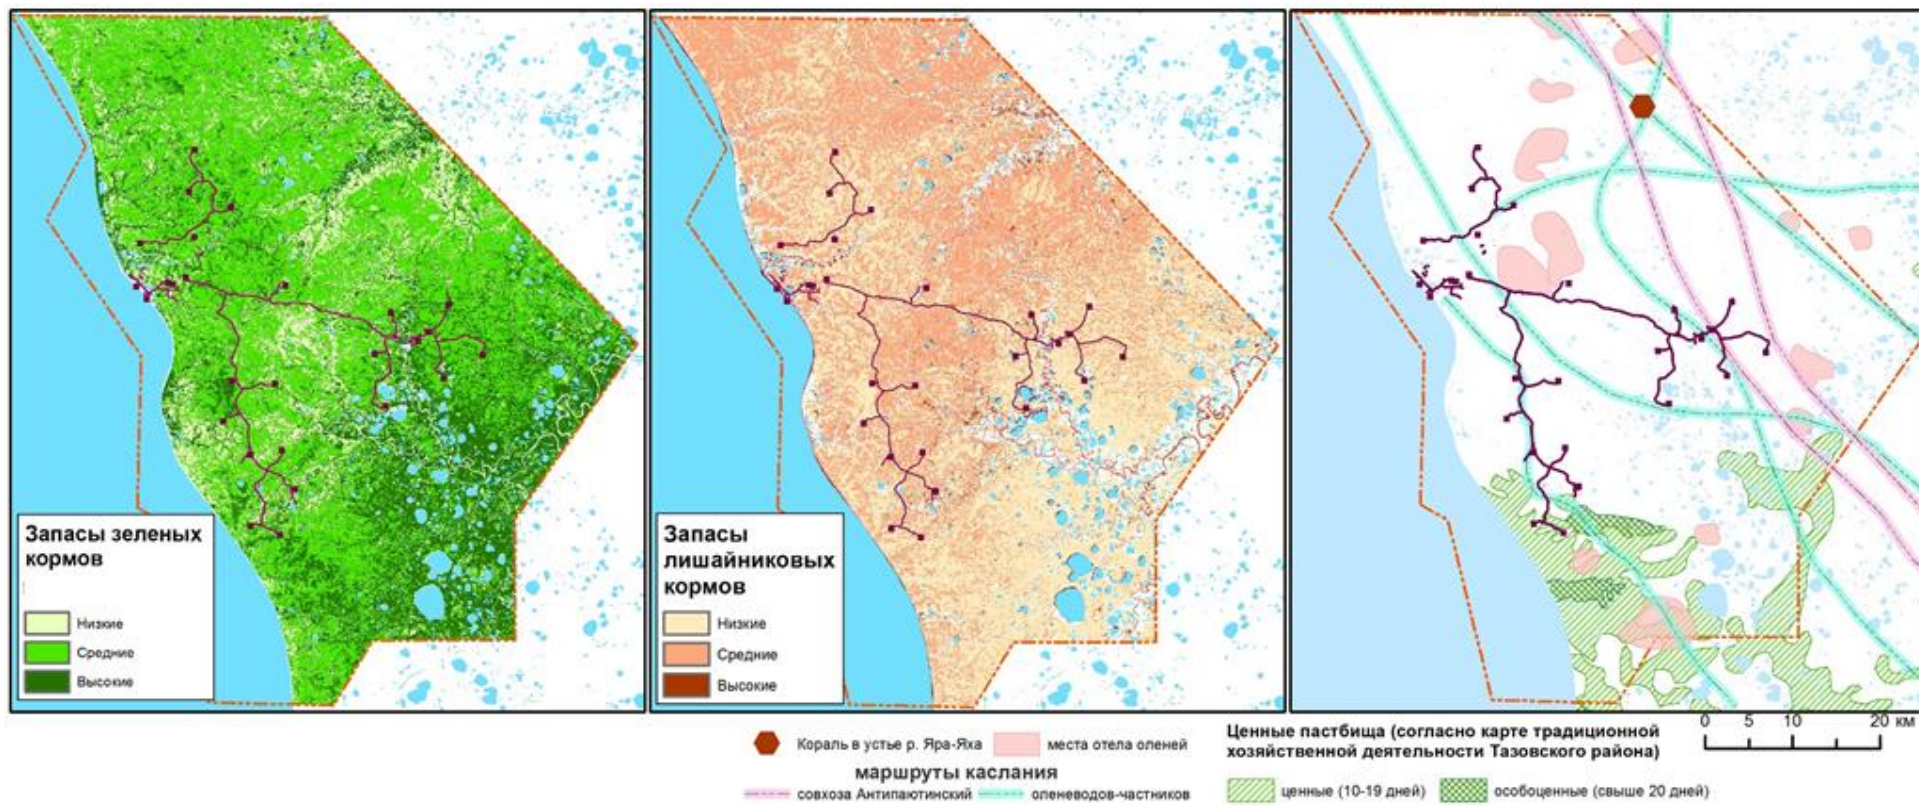 Запасы зеленых
кормов
Низкие
Средние
Высокие
Запасы
лишайниковых
кормов
Низкие
Средние
Высокие
0 5 10 20 км
Кораль в устье р. Яра-Яха
места отела оленей
маршруты каслания
совхоза Антипаютинский
оленеводов-частников
Ценные пастбища (согласно карте традиционной
хозяйственной деятельности Тазовского района)
ценные (10-19 дней)
особоценные (свыше 20 дней)